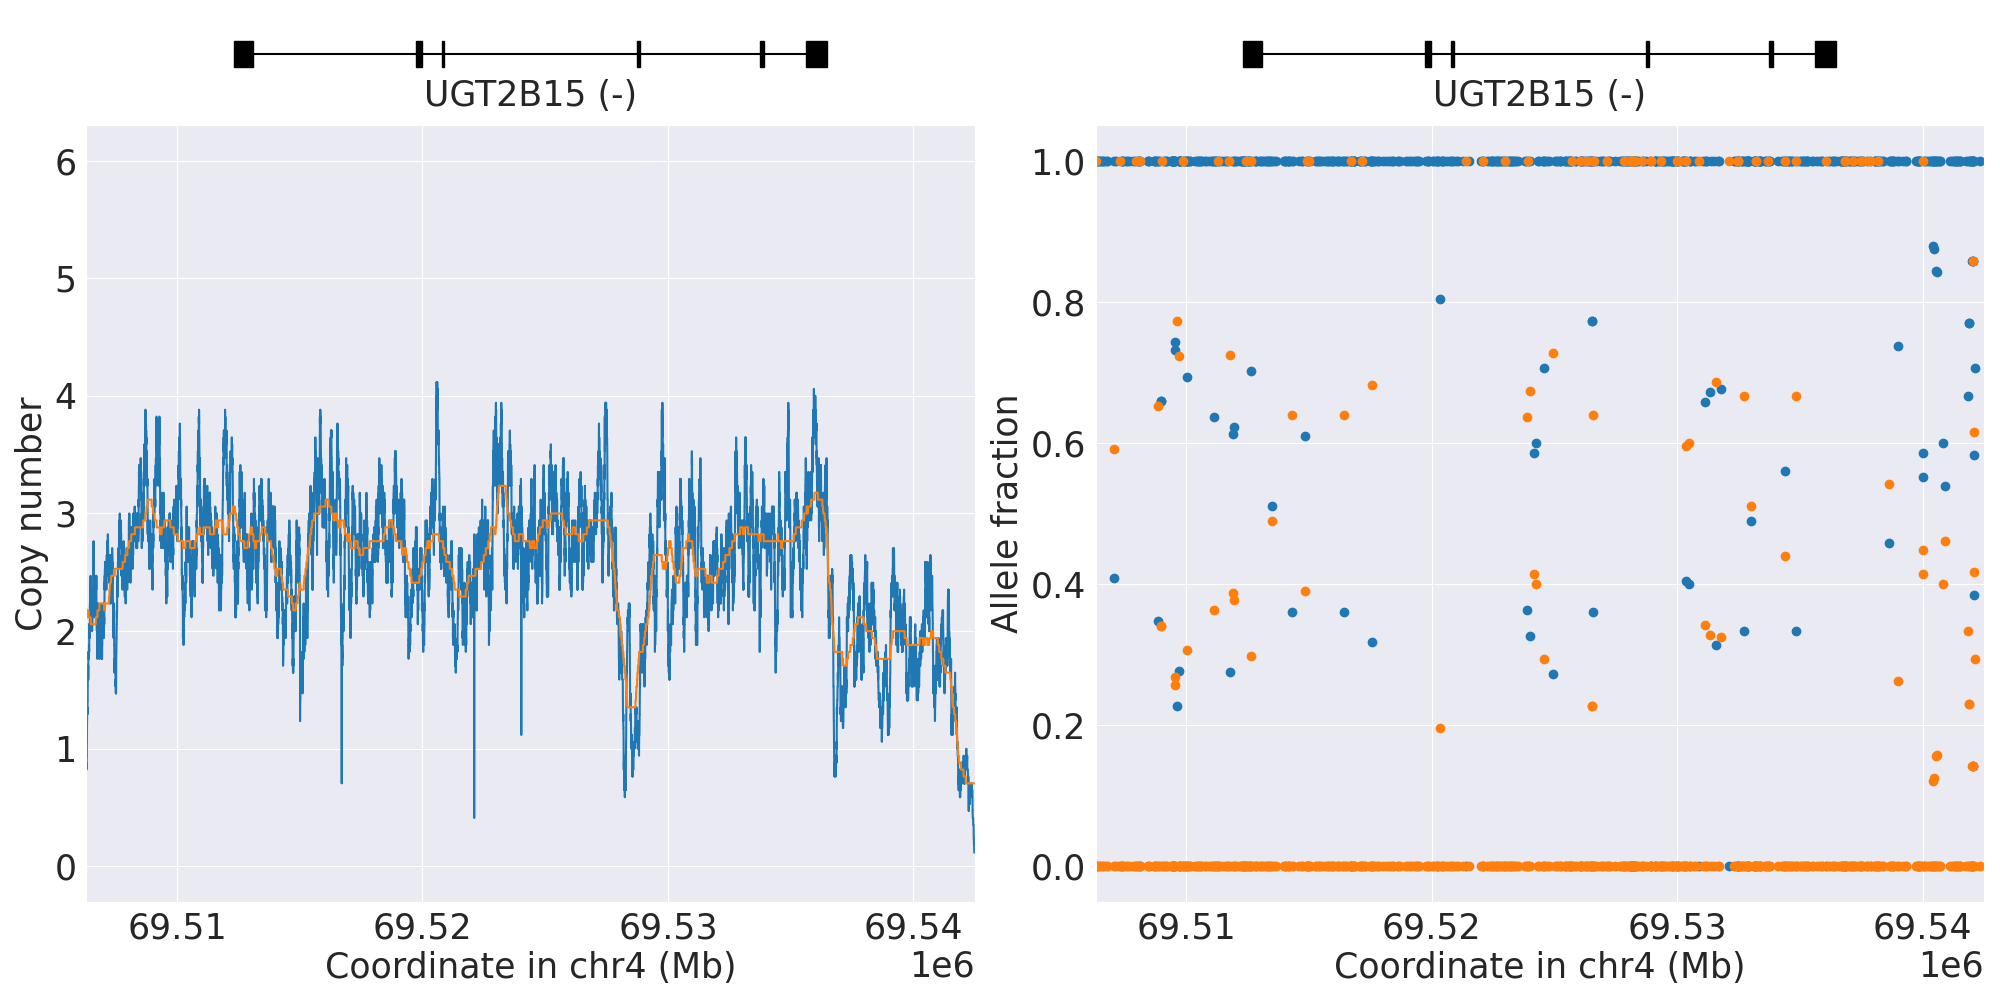 UGT2B15 (-)
6
5
4
3
2
1
0
Copy number
69.51
69.52
69.53
69.54
Coordinate in chr4 (Mb)
1e6
UGT2B15 (-)
1.0
0.8
0.6
0.4
0.2
0.0
Allele fraction
69.51
69.52
69.53
69.54
Coordinate in chr4 (Mb)
1e6